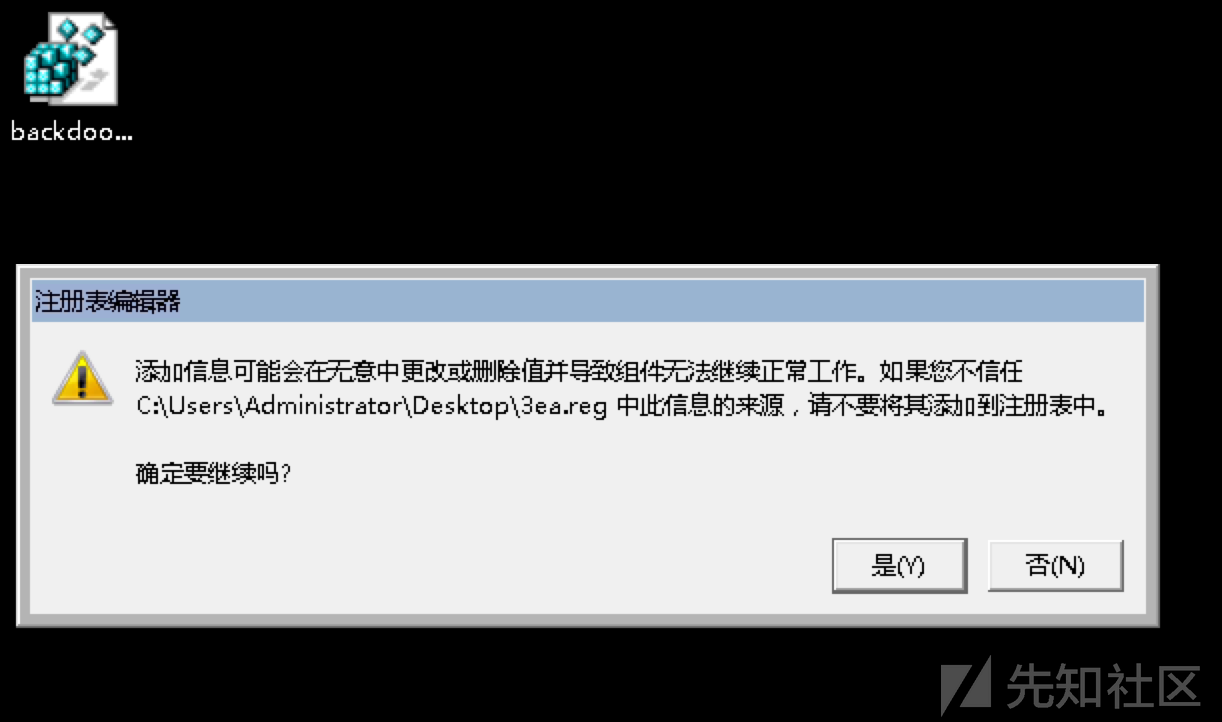 backdoo...
注册表编辑器
添加信息可能会在无意中更改或删除值并导致组件无法继续正常工作。如果您不信任
C:\Users\Administrator\Desktop\3ea.reg 中此信息的来源，请不要将其添加到注册表中。
确定要继续吗?
是(Y)
否(N)
先知社区